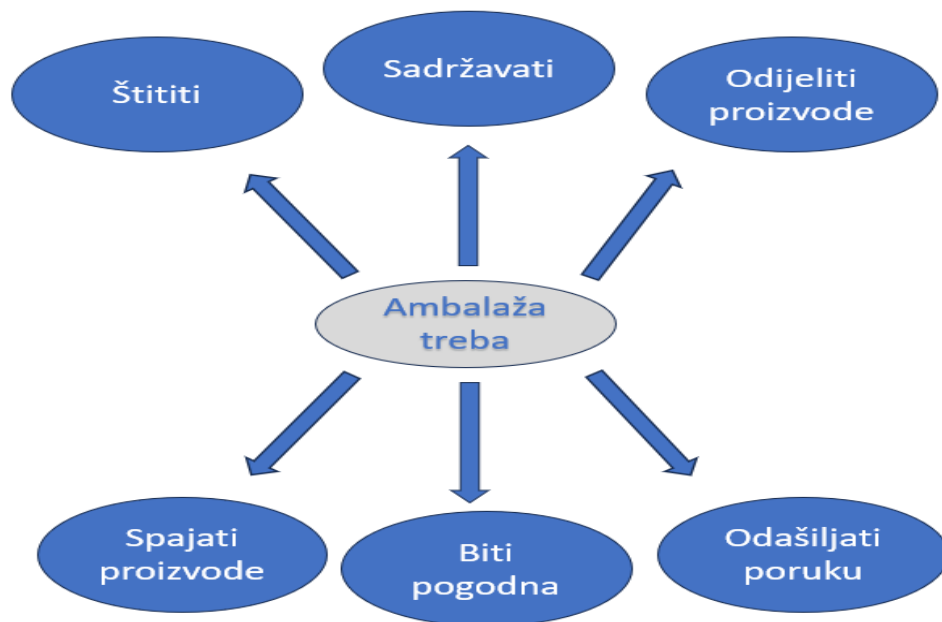 Štititi
Sadržavati
Odijeliti
proizvode
Ambalaža
treba
Spajati
proizvode
Biti
pogodna
Odašiljati
poruku